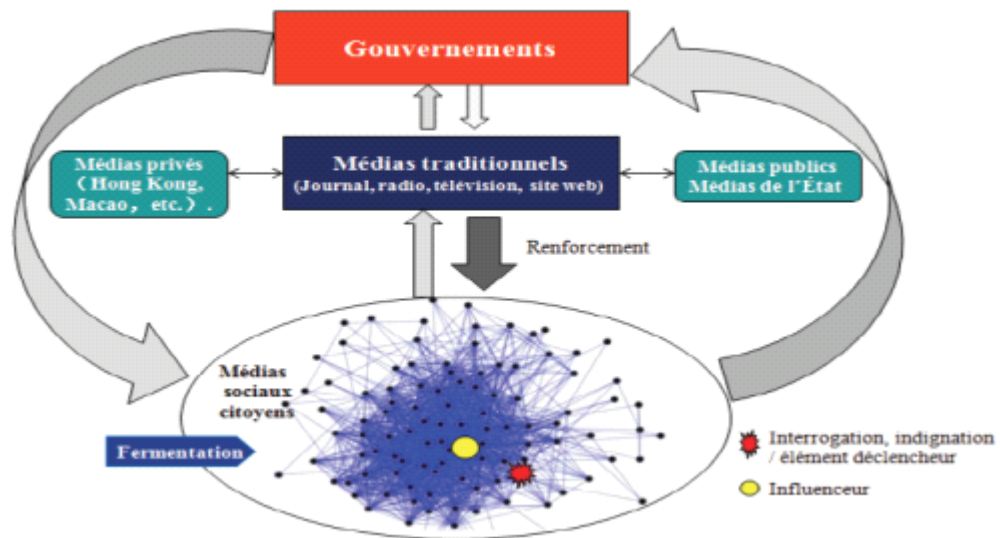 Gouvernements
Médias privés
(Hong Kong,
Macao, etc.) .
Médias traditionnels
(Journal, radio, télévision, site web)
Médias publics
Médias de l'État
Renforcement
Médias
sociaux
citoyens
Fermentation
Interrogation, indignation
/ élément déclencheur
Influenceur